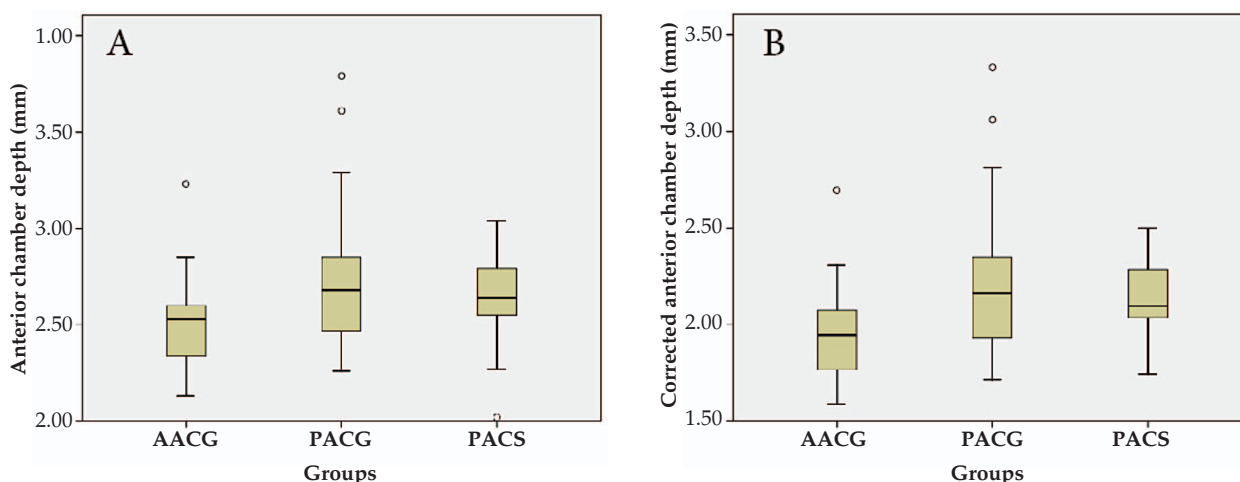 A
Anterior chamber depth (mm)
1.00
3.50
3.00
2.50
2.00
AACG PACG PACS
Groups
B
Corrected anterior chamber depth (mm)
3.50
3.00
2.50
2.00
1.50
AACG PACG PACS
Groups